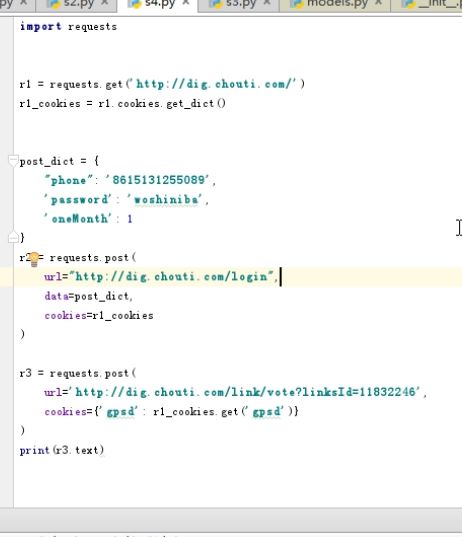 s2.py
s4.py
s3.py
models.py
import requests
r1 = requests.get('http://dig.chouti.com/')
r1_cookies = r1.cookies.get_dict()
post_dict = {
"phone": '8615131255089',
'password': 'woshiniba',
'oneMonth': 1
}
r2 = requests.post(
url="http://dig.chouti.com/login",
data=post_dict,
cookies=r1_cookies
)
r3 = requests.post(
url='http://dig.chouti.com/link/vote?linksId=11832246',
cookies={'gpsd': r1_cookies.get('gpsd')}
)
print(r3.text)